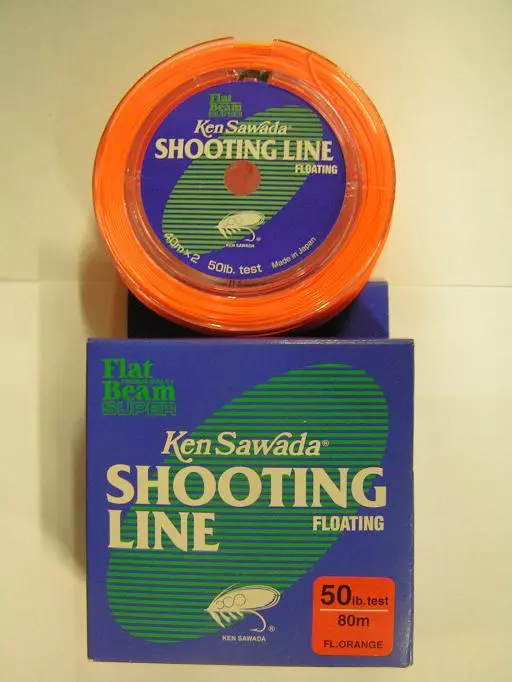 Flat
Beam
SUPER
Ken Sawada®
SHOOTING LINE
FLOATING
KEN SAWADA ®
40m×2 50lb. test Made in Japan
Flat
Beam
SUPER
Ken Sawada®
SHOOTING
LINE
FLOATING
KEN SAWADA ®
50lb.test
80m
FL.ORANGE